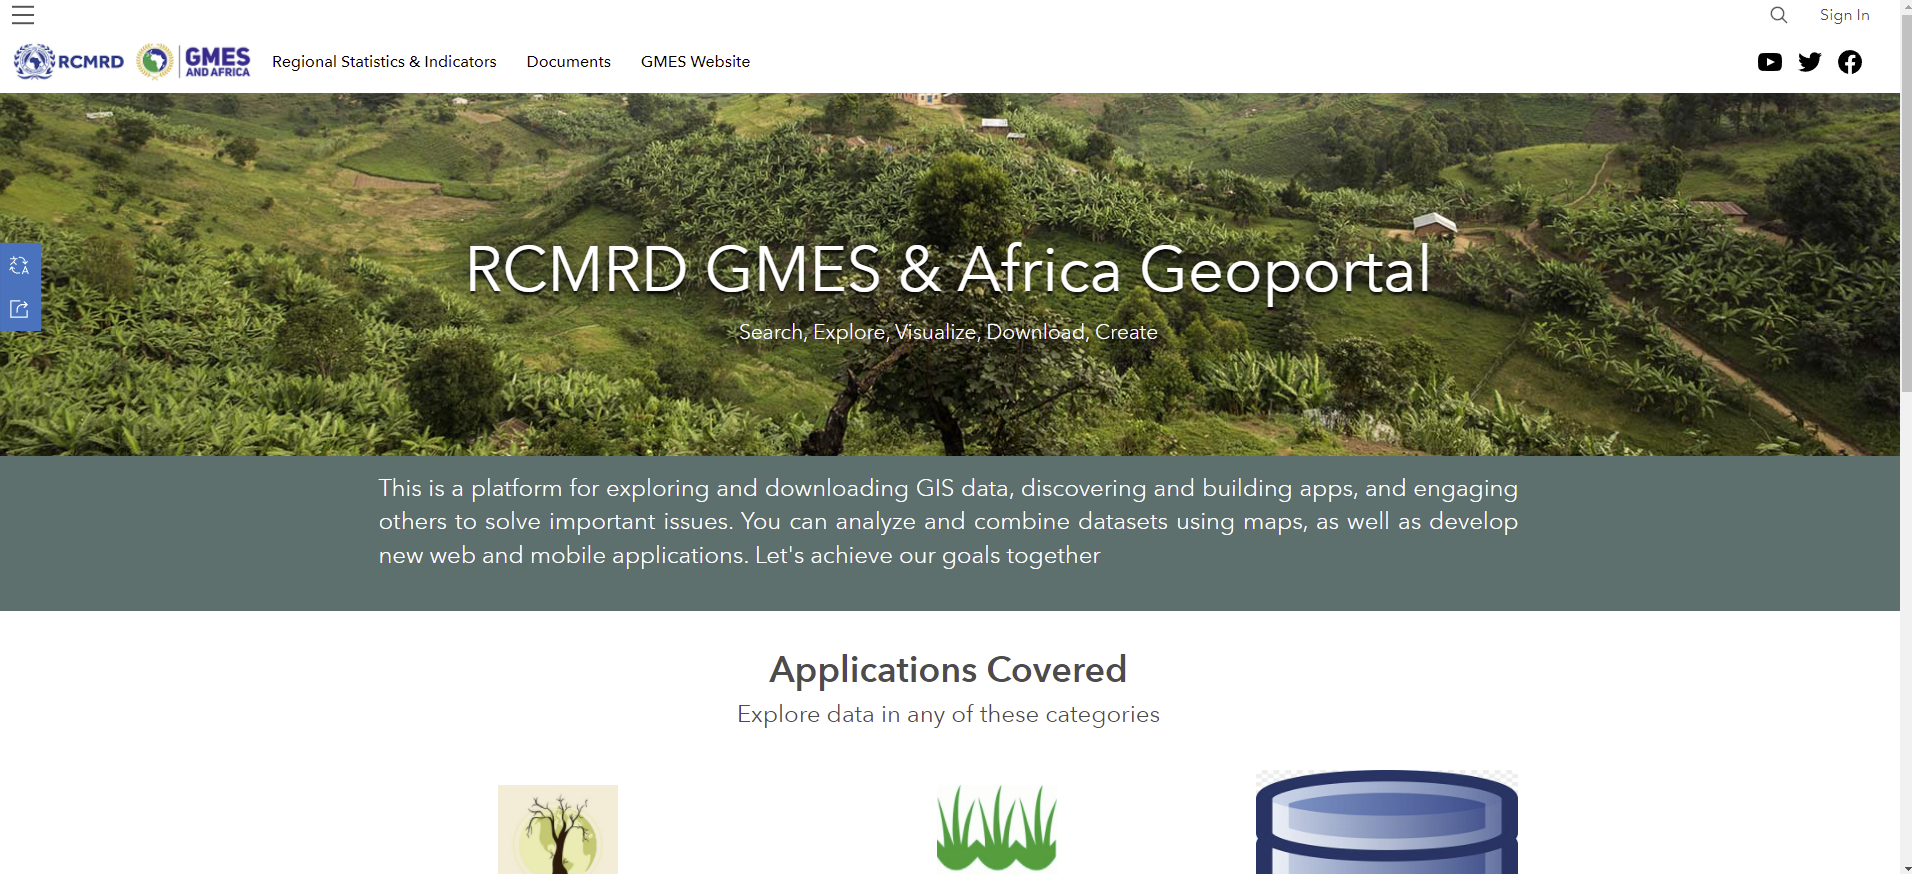 Sign In
RCMRD
GMES
AND AFRICA
Regional Statistics & Indicators
Documents
GMES Website
RCMRD GMES & Africa Geoportal
Search, Explore, Visualize, Download, Create
This is a platform for exploring and downloading GIS data, discovering and building apps, and engaging
others to solve important issues. You can analyze and combine datasets using maps, as well as develop
new web and mobile applications. Let's achieve our goals together
Applications Covered
Explore data in any of these categories